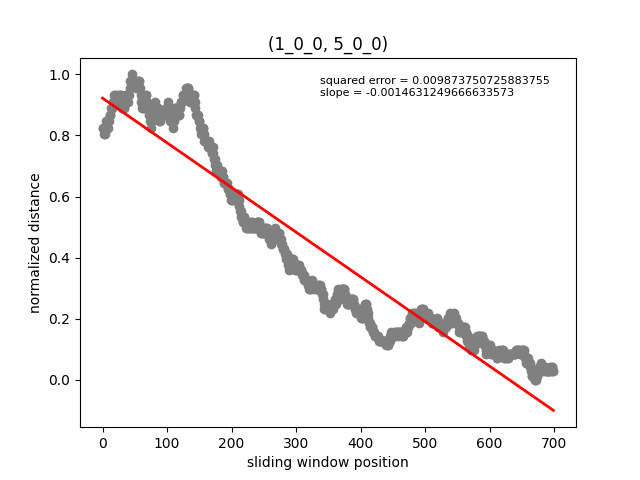 (1_0_0, 5_0_0)
squared error = 0.009873750725883755
slope = -0.0014631249666633573
normalized distance
1.0
0.8
0.6
0.4
0.2
0.0
0 100 200 300 400 500 600 700
sliding window position